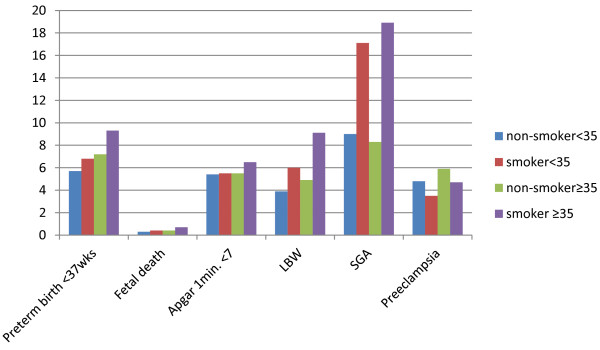 20
18
16
14
12
10
8
6
4
2
0
Preterm birth <37wks
Fetal death
Apgar 1min. <7
LBW
SGA
Preeclampsia
non-smoker<35
smoker<35
non-smoker≥35
smoker ≥35